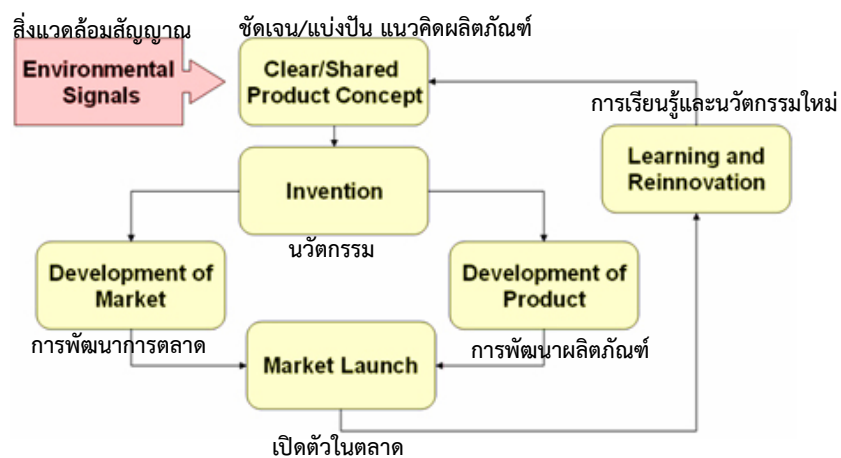 สิ่งแวดล้อมสัญญาณ
Environmental
Signals
ชัดเจน/แบ่งปัน แนวคิดผลิตภัณฑ์
Clear/Shared
Product Concept
การเรียนรู้และนวัตกรรมใหม่
Learning and
Reinnovation
Invention
นวัตกรรม
Development of
Market
การพัฒนาการตลาด
Development of
Product
การพัฒนาผลิตภัณฑ์
Market Launch
เปิดตัวในตลาด